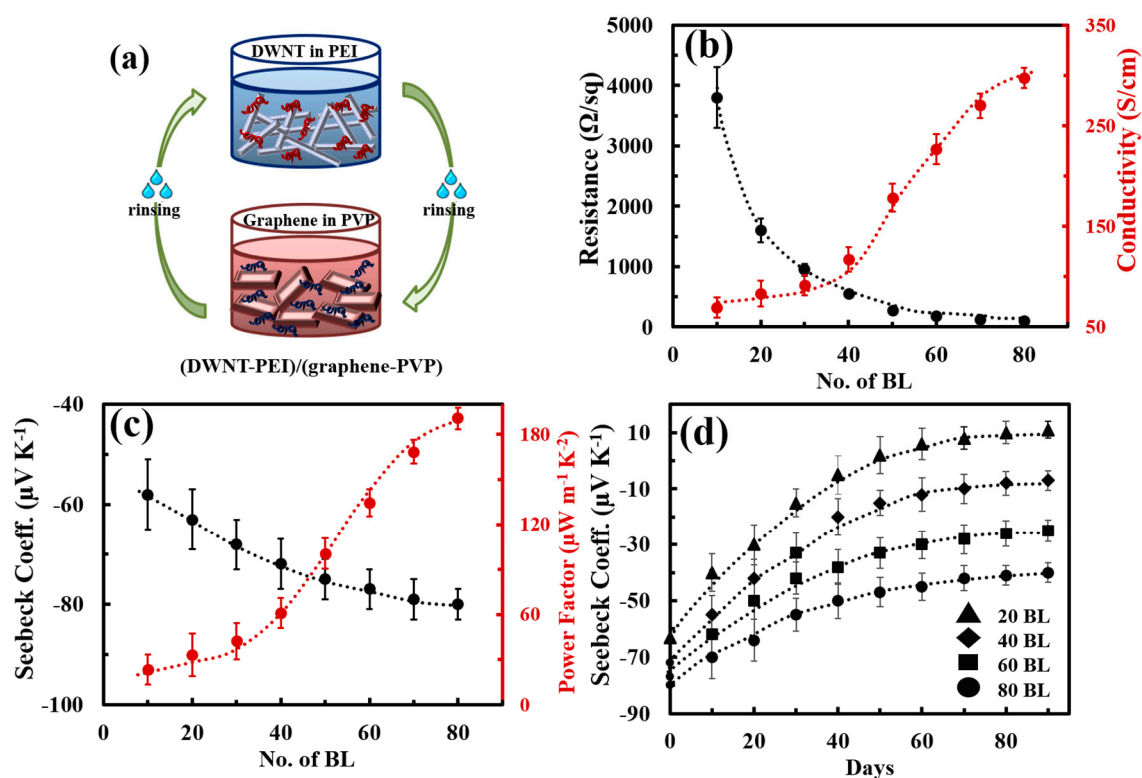 (a)
DWNT in PEI
rinsing
rinsing
Graphene in PVP
(DWNT-PEI)/(graphene-PVP)
(b)
Resistance (Ω/sq)
5000
4000
3000
2000
1000
0
Conductivity (S/cm)
350
250
150
50
0 20 40 60 80
No. of BL
(c)
Seebeck Coeff. (µV K⁻¹)
-40
-60
-80
-100
Power Factor (µW m⁻¹ K⁻²)
180
120
60
0
0 20 40 60 80
No. of BL
(d)
Seebeck Coeff. (µV K⁻¹)
10
-10
-30
-50
-70
-90
20 BL
40 BL
60 BL
80 BL
0 20 40 60 80
Days